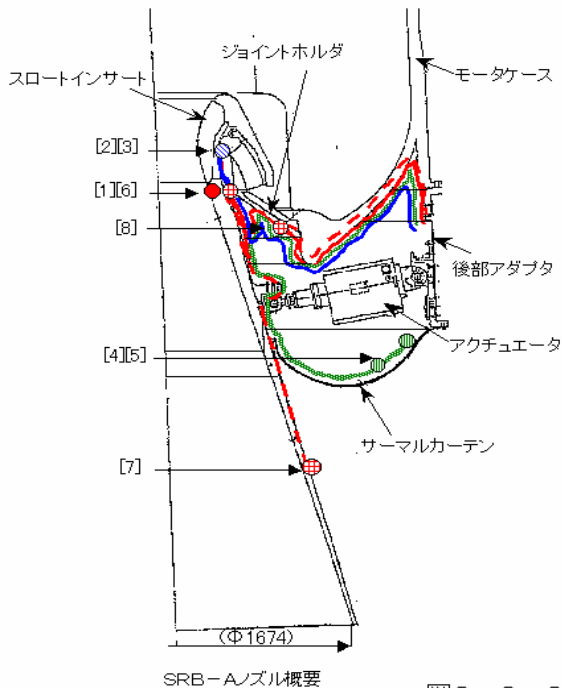 ジョイントホルダ
スロートインサート
モータケース
[2][3]
[1][6]
[8]
後部アダプタ
アクチュエータ
[4][5]
サーマルカーテン
[7]
(Φ1674)
SRB-Aノズル概要